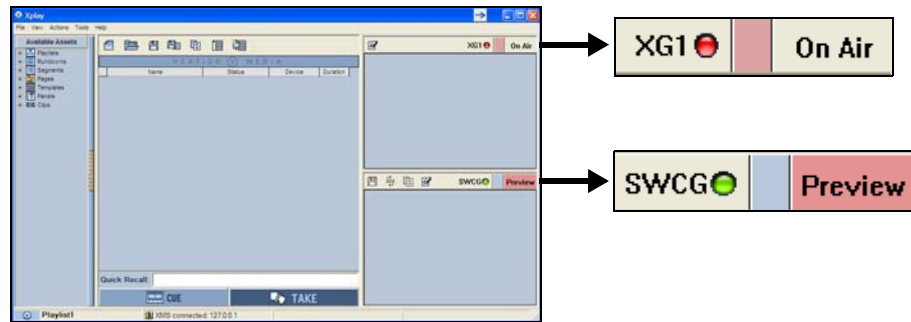 Xplay
File View Actions Tools Help
Available Assets
Playlists
Rundowns
Segments
Pages
Templates
Panels
Clips
VERTIGO MEDIA
Name Status Device Duration
Quick Recall:
CUE TAKE
Playlist1 XMS connected: 127.0.0.1
XG1 On Air
SWCG Preview
XG1 On Air
SWCG Preview